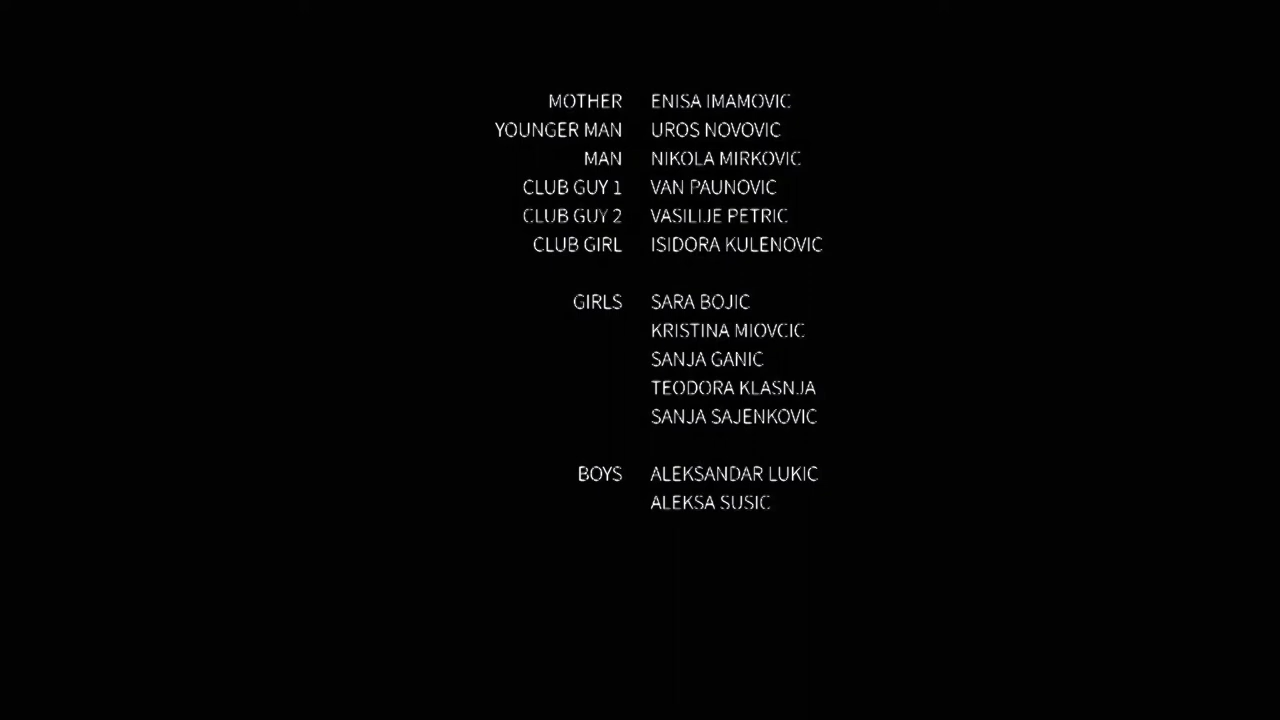 MOTHER ENISA IMAMOVIC
YOUNGER MAN UROS NOVOVIC
MAN NIKOLA MIRKOVIC
CLUB GUY 1 VAN PAUNOVIC
CLUB GUY 2 VASILIJE PETRIC
CLUB GIRL ISIDORA KULENOVIC
GIRLS SARA BOJIC
KRISTINA MIOVCIC
SANJA GANIC
TEODORA KLASNJA
SANJA SAJENKOVIC
BOYS ALEKSANDAR LUKIC
ALEKSA SUSIC